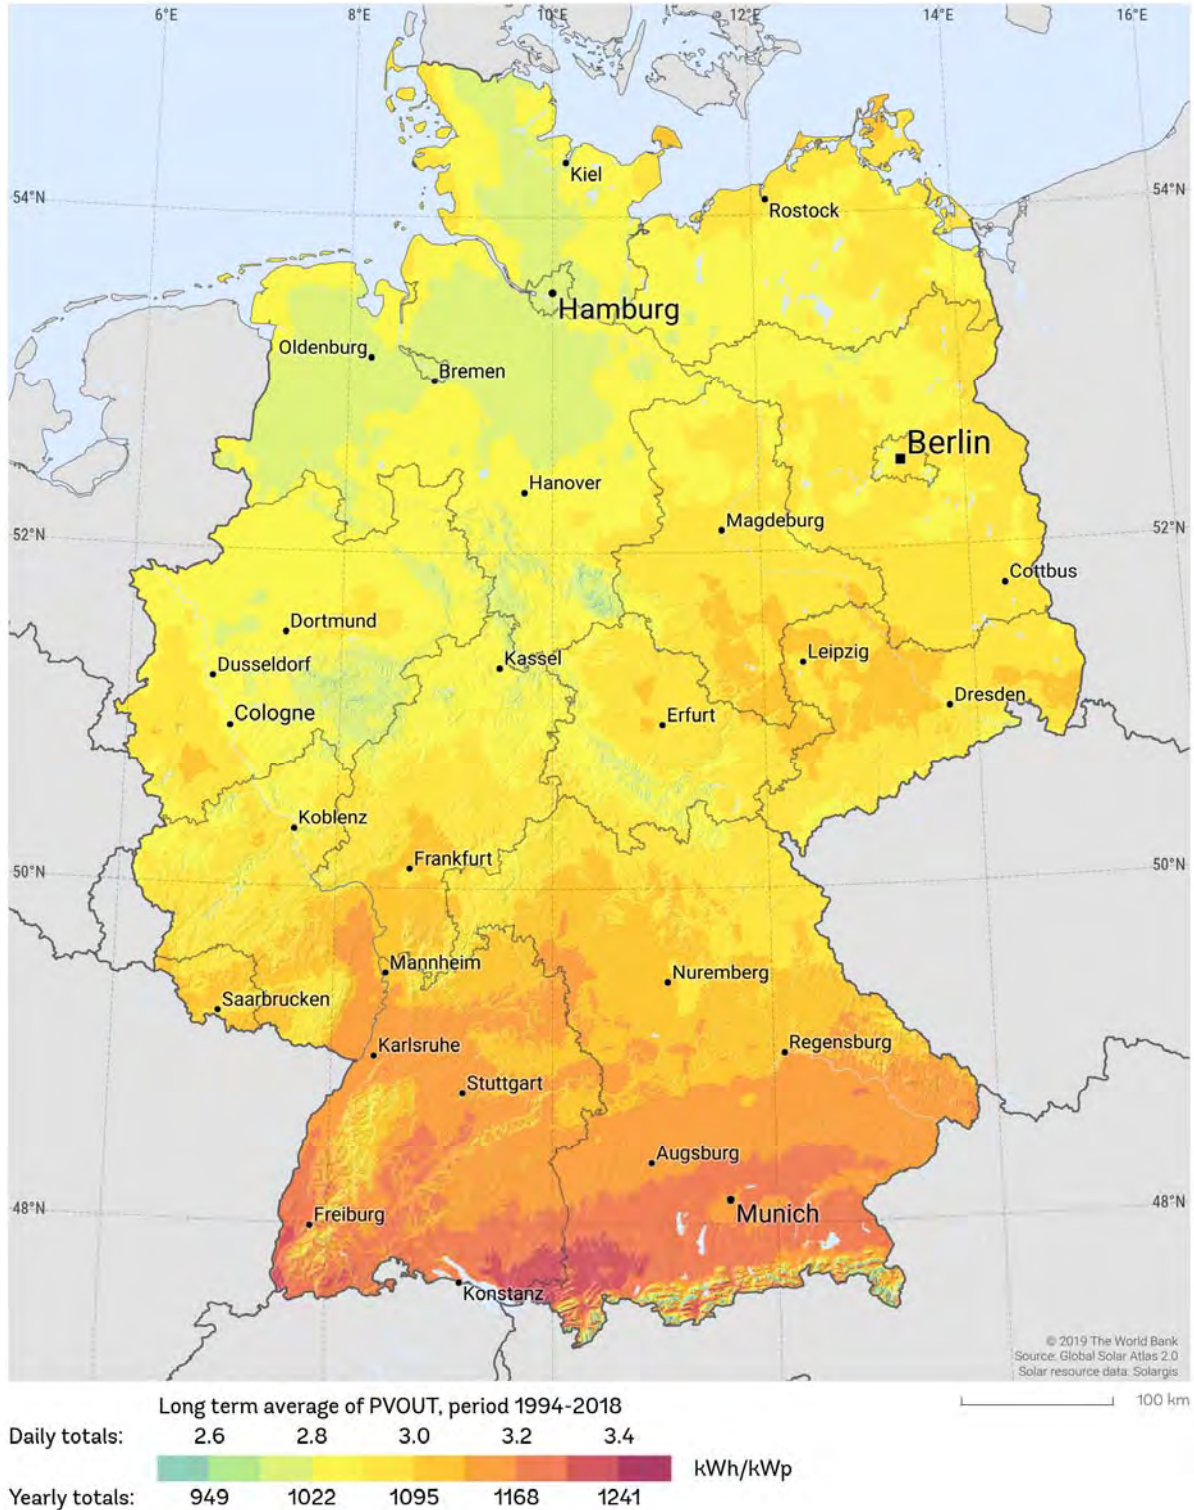 6°E 8°E 10°E 12°E 14°E 16°E
Kiel
54°N 54°N
Rostock
Hamburg
Oldenburg
Bremen
Berlin
Hanover
Magdeburg
52°N 52°N
Cottbus
Dortmund
Leipzig
Kassel
Dusseldorf
Dresden
Cologne
Erfurt
Koblenz
Frankfurt
50°N 50°N
Mannheim
Nuremberg
Saarbrucken
Karlsruhe
Regensburg
Stuttgart
Augsburg
48°N 48°N
Freiburg
Munich
Konstanz
© 2019 The World Bank
Source: Global Solar Atlas 2.0
Solar resource data: Solargis
Long term average of PVOUT, period 1994-2018
100 km
Daily totals: 2.6 2.8 3.0 3.2 3.4
kWh/kWp
Yearly totals: 949 1022 1095 1168 1241